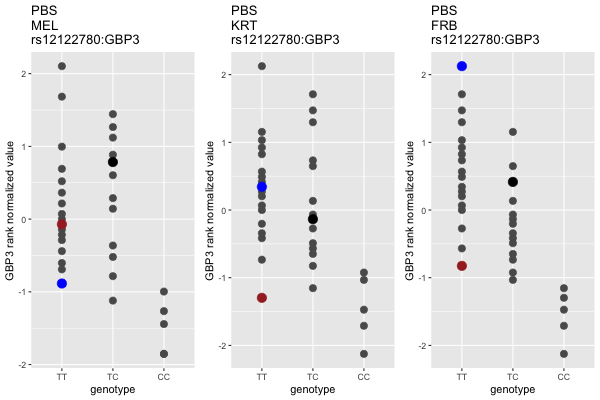 PBS
MEL
rs12122780:GBP3
GBP3 rank normalized value
2
1
0
-1
-2
TT
TC
CC
genotype
PBS
KRT
rs12122780:GBP3
GBP3 rank normalized value
2
1
0
-1
-2
TT
TC
CC
genotype
PBS
FRB
rs12122780:GBP3
GBP3 rank normalized value
2
1
0
-1
-2
TT
TC
CC
genotype